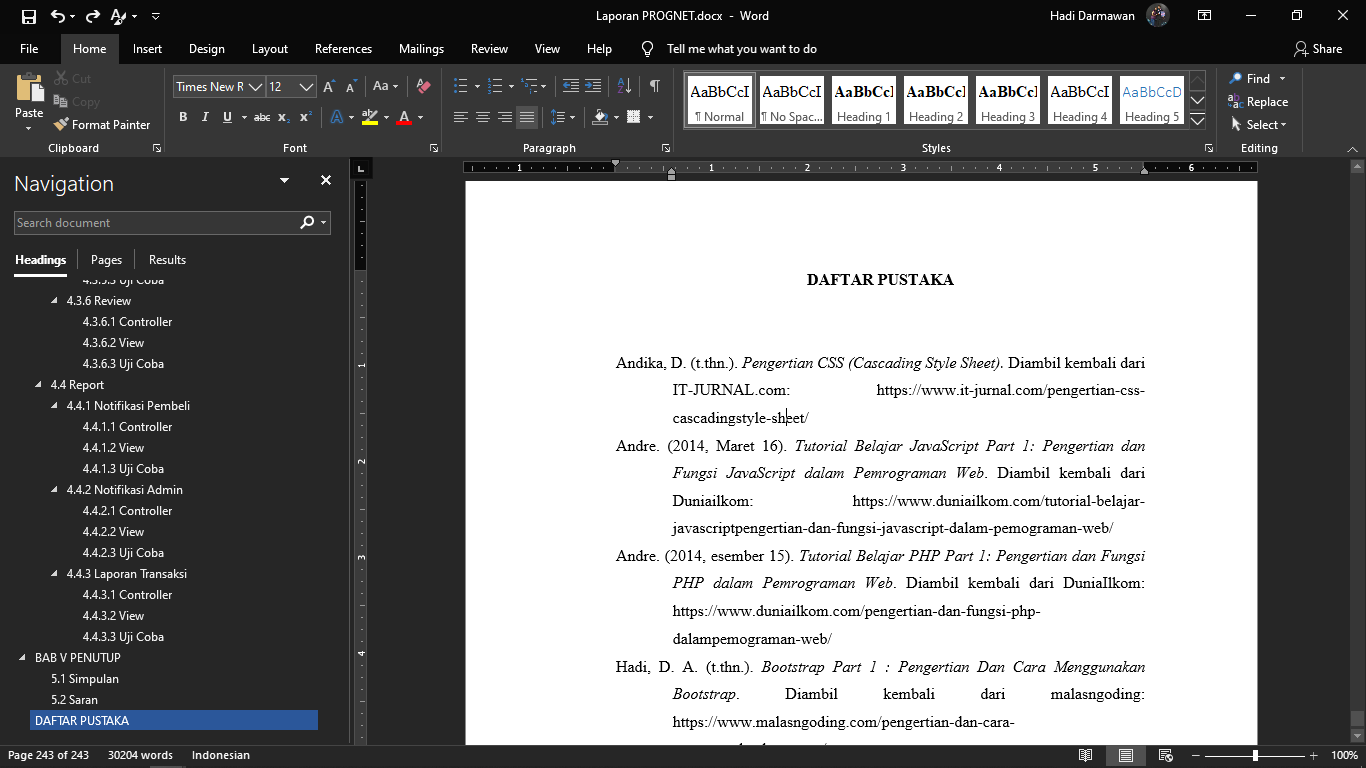 Laporan PROGNET.docx - Word
Hadi Darmawan
File Home Insert Design Layout References Mailings Review View Help Tell me what you want to do Share
Paste
Cut
Copy
Format Painter
Clipboard
Times New R 12
Font
Paragraph
AaBbCcI AaBbCcI AaBbCcI AaBbCcI AaBbCcI AaBbCcI AaBbCcD
¶ Normal ¶ No Spac... Heading 1 Heading 2 Heading 3 Heading 4 Heading 5
Styles
Find
Replace
Select
Editing
Navigation
Search document
Headings Pages Results
4.3.5.3 Uji Coba
4.3.6 Review
4.3.6.1 Controller
4.3.6.2 View
4.3.6.3 Uji Coba
4.4 Report
4.4.1 Notifikasi Pembeli
4.4.1.1 Controller
4.4.1.2 View
4.4.1.3 Uji Coba
4.4.2 Notifikasi Admin
4.4.2.1 Controller
4.4.2.2 View
4.4.2.3 Uji Coba
4.4.3 Laporan Transaksi
4.4.3.1 Controller
4.4.3.2 View
4.4.3.3 Uji Coba
BAB V PENUTUP
5.1 Simpulan
5.2 Saran
DAFTAR PUSTAKA
1 1 2 3 4 5 6
1
2
3
4
DAFTAR PUSTAKA
Andika, D. (t.thn.). Pengertian CSS (Cascading Style Sheet). Diambil kembali dari
IT-JURNAL.com: https://www.it-jurnal.com/pengertian-css-
cascadingstyle-sheet/
Andre. (2014, Maret 16). Tutorial Belajar JavaScript Part 1: Pengertian dan
Fungsi JavaScript dalam Pemrograman Web. Diambil kembali dari
Duniailkom: https://www.duniailkom.com/tutorial-belajar-
javascriptpengertian-dan-fungsi-javascript-dalam-pemograman-web/
Andre. (2014, esember 15). Tutorial Belajar PHP Part 1: Pengertian dan Fungsi
PHP dalam Pemrograman Web. Diambil kembali dari DuniaIlkom:
https://www.duniailkom.com/pengertian-dan-fungsi-php-
dalampemograman-web/
Hadi, D. A. (t.thn.). Bootstrap Part 1 : Pengertian Dan Cara Menggunakan
Bootstrap. Diambil kembali dari malasngoding:
https://www.malasngoding.com/pengertian-dan-cara-
Page 243 of 243 30204 words Indonesian
100%